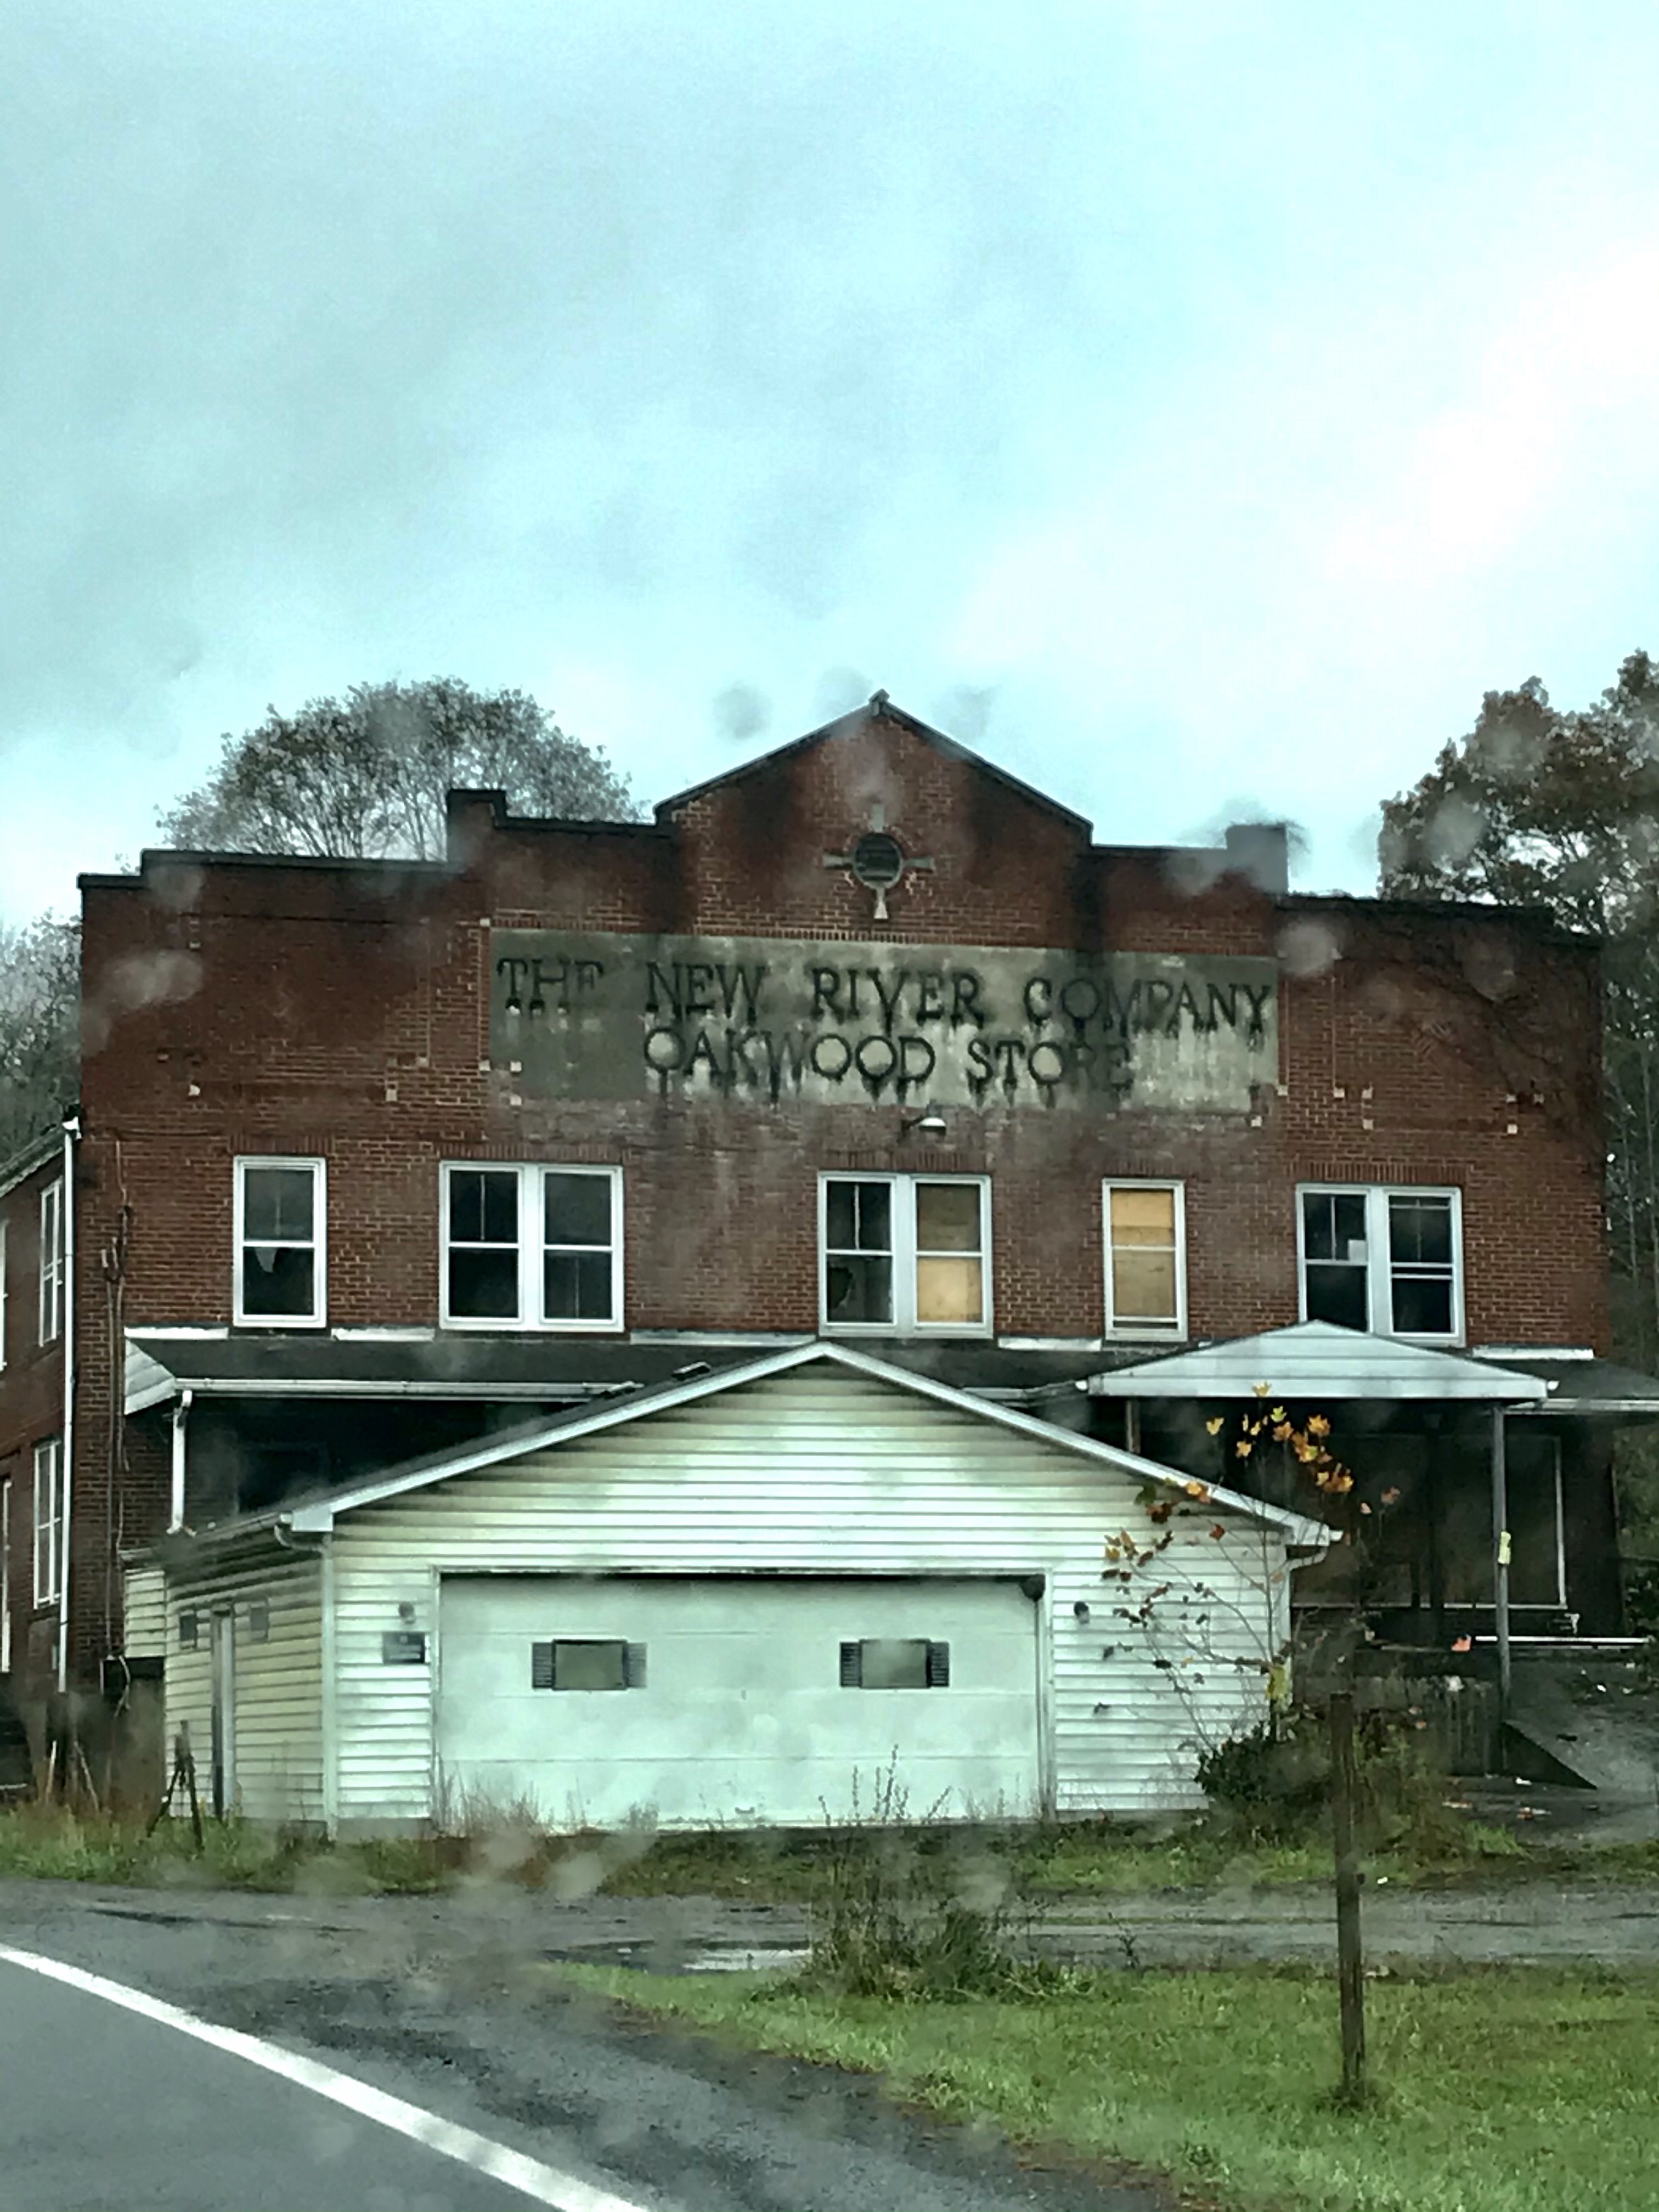 THE NEW RIVER COMPANY
OAKWOOD STORE